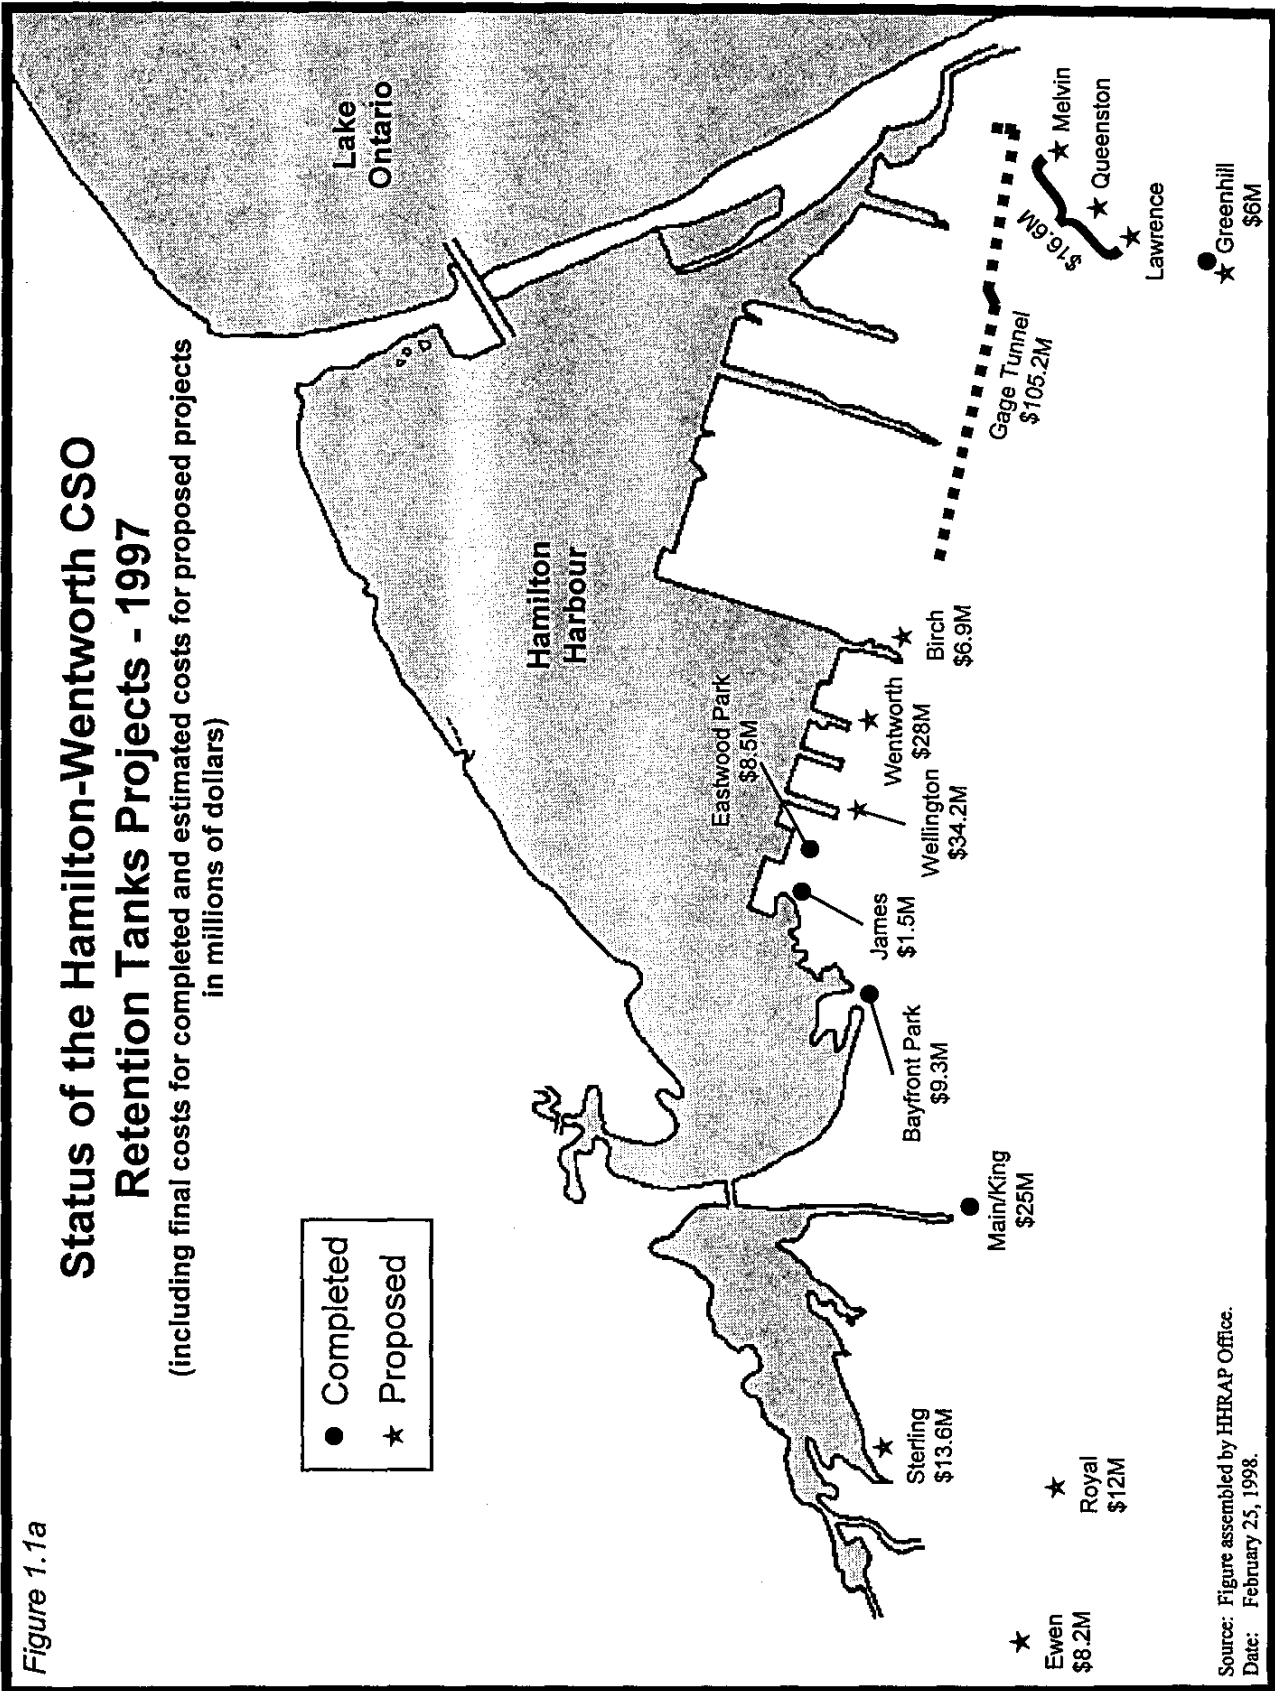 Figure 1.1a
Status of the Hamilton-Wentworth CSO
Retention Tanks Projects - 1997
(including final costs for completed and estimated costs for proposed projects
in millions of dollars)
Completed
Proposed
Lake
Ontario
Hamilton
Harbour
Eastwood Park
$8.5M
Ewen
$8.2M
Royal
$12M
Sterling
$13.6M
Main/King
$25M
Bayfront Park
$9.3M
James
$1.5M
Wellington
$34.2M
Wentworth
$28M
Birch
$6.9M
Gage Tunnel
$105.2M
$16.6M
Melvin
Queenston
Lawrence
Greenhill
$6M
Source: Figure assembled by HHRAP Office.
Date: February 25, 1998.